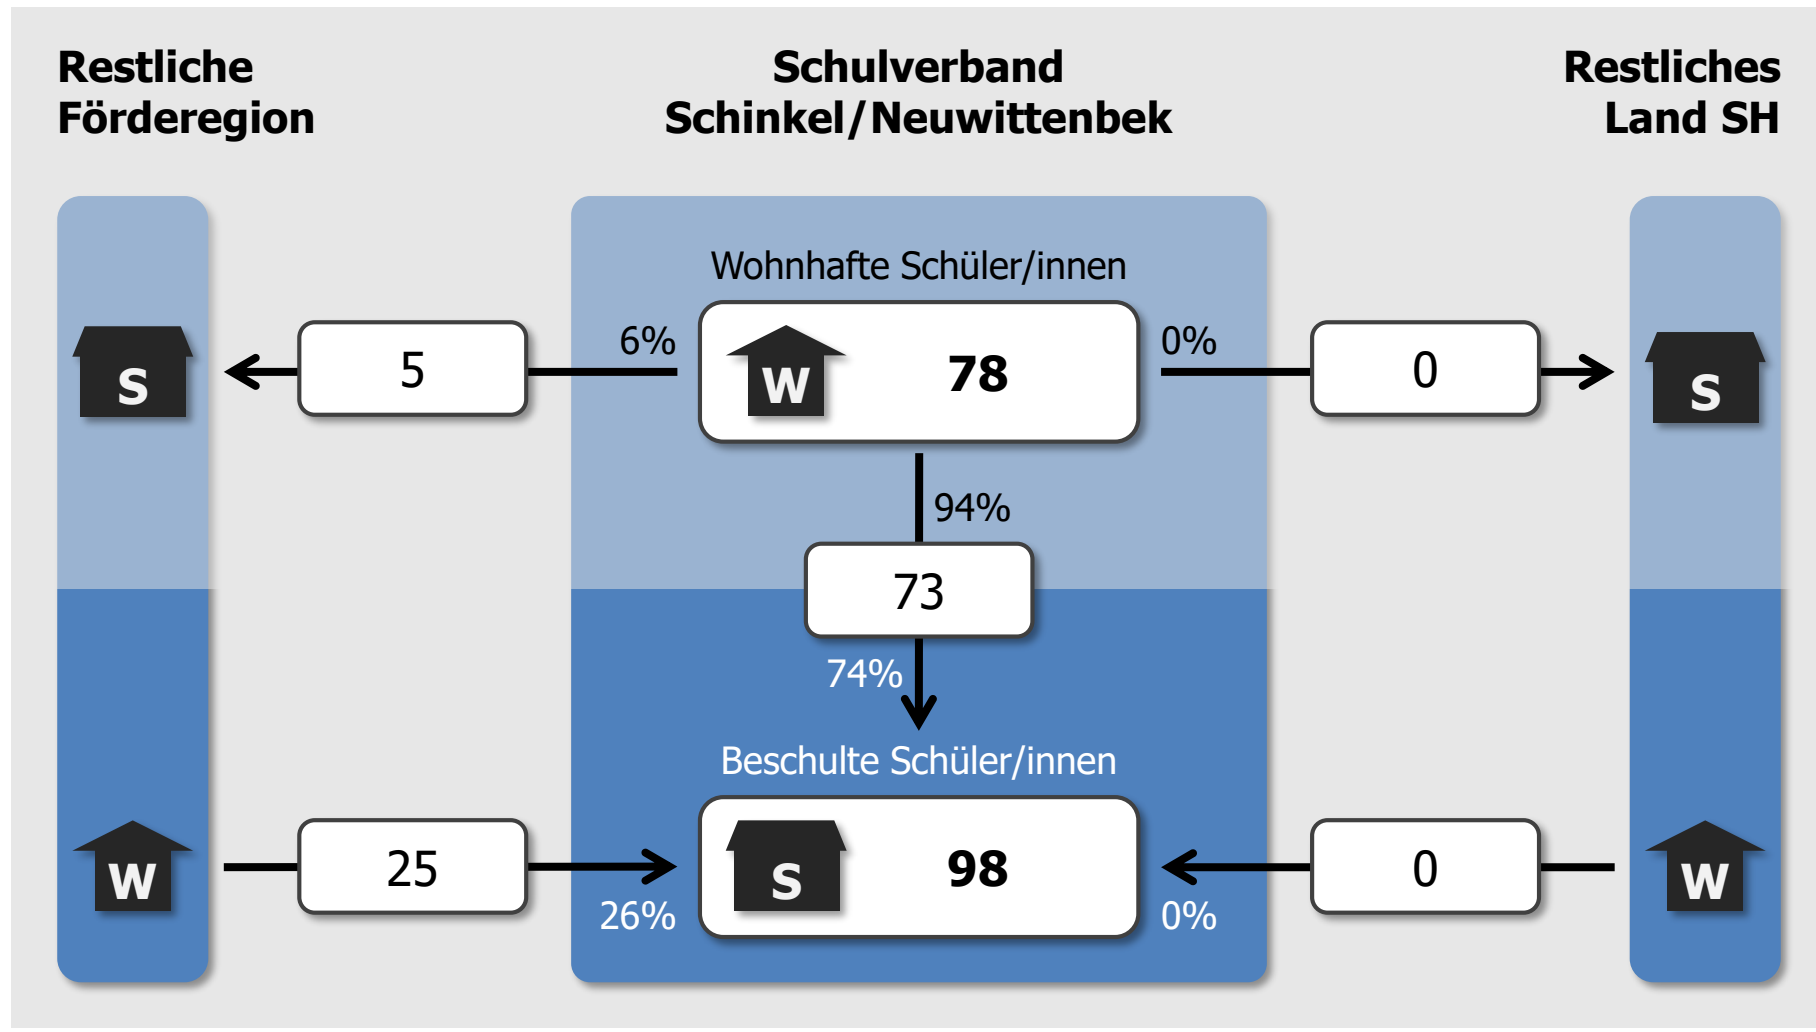 Restliche
Förderegion
Schulverband
Schinkel/Neuwittenbek
Restliches
Land SH
Wohnhafte Schüler/innen
S
5
6%
W
78
0%
0
S
94%
73
74%
Beschulte Schüler/innen
W
25
26%
S
98
0%
0
W